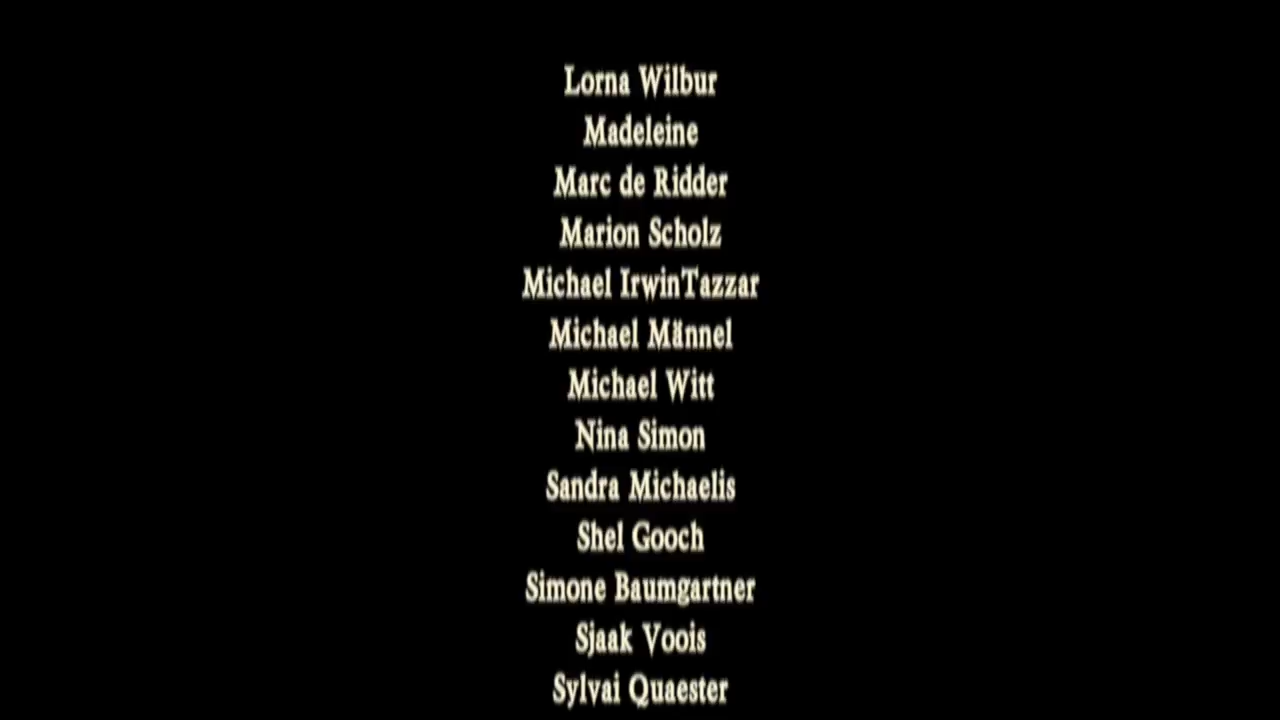 Lorna Wilbur
Madeleine
Marc de Ridder
Marion Scholz
Michael IrwinTazzar
Michael Männel
Michael Witt
Nina Simon
Sandra Michaelis
Shel Gooch
Simone Baumgartner
Sjaak Voois
Sylvai Quaester